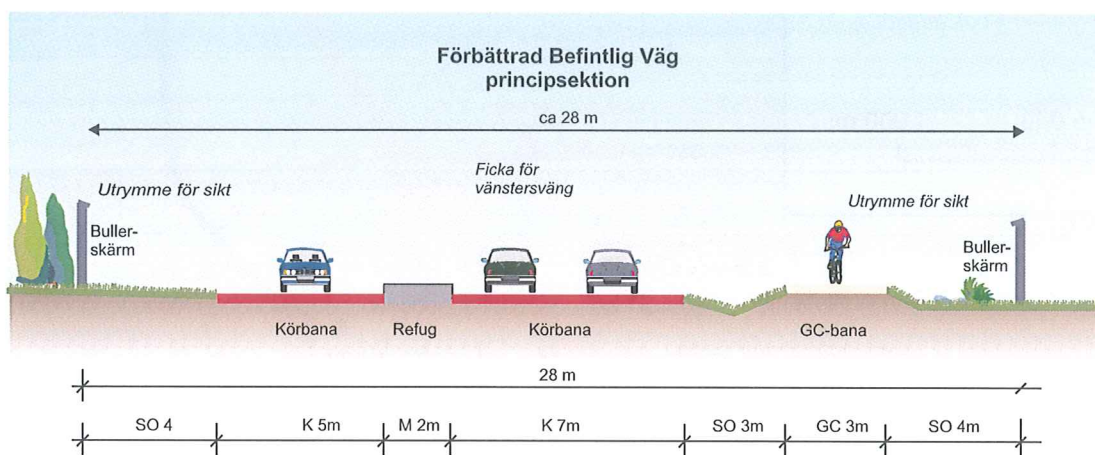 Förbättrad Befintlig Väg
principsektion
ca 28 m
Utrymme för sikt
Ficka för
vänstersväng
Utrymme för sikt
Buller-
skärm
Buller-
skärm
Körbana
Refug
Körbana
GC-bana
28 m
SO 4
K 5m
M 2m
K 7m
SO 3m
GC 3m
SO 4m